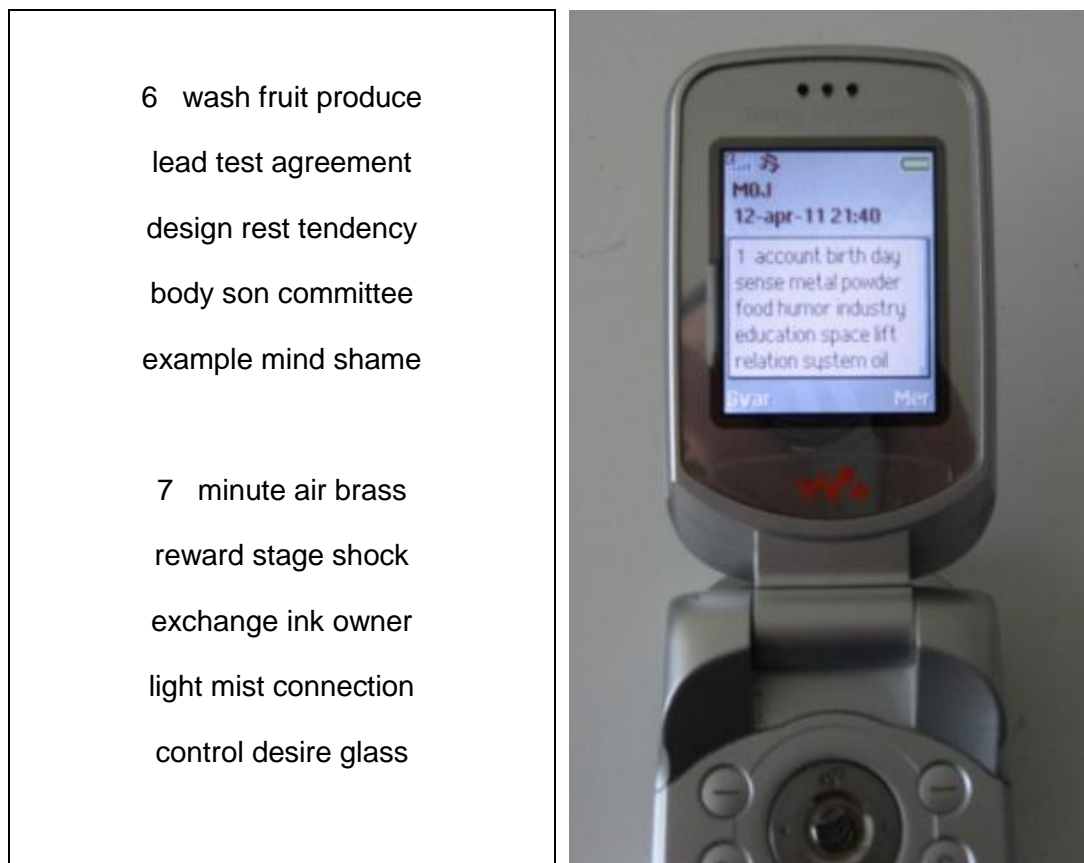 6 wash fruit produce
lead test agreement
design rest tendency
body son committee
example mind shame
7 minute air brass
reward stage shock
exchange ink owner
light mist connection
control desire glass
Sony Ericsson
MOJ
12-apr-11 21:40
1 account birth day
sense metal powder
food humor industry
education space lift
relation system oil
Svar Mer